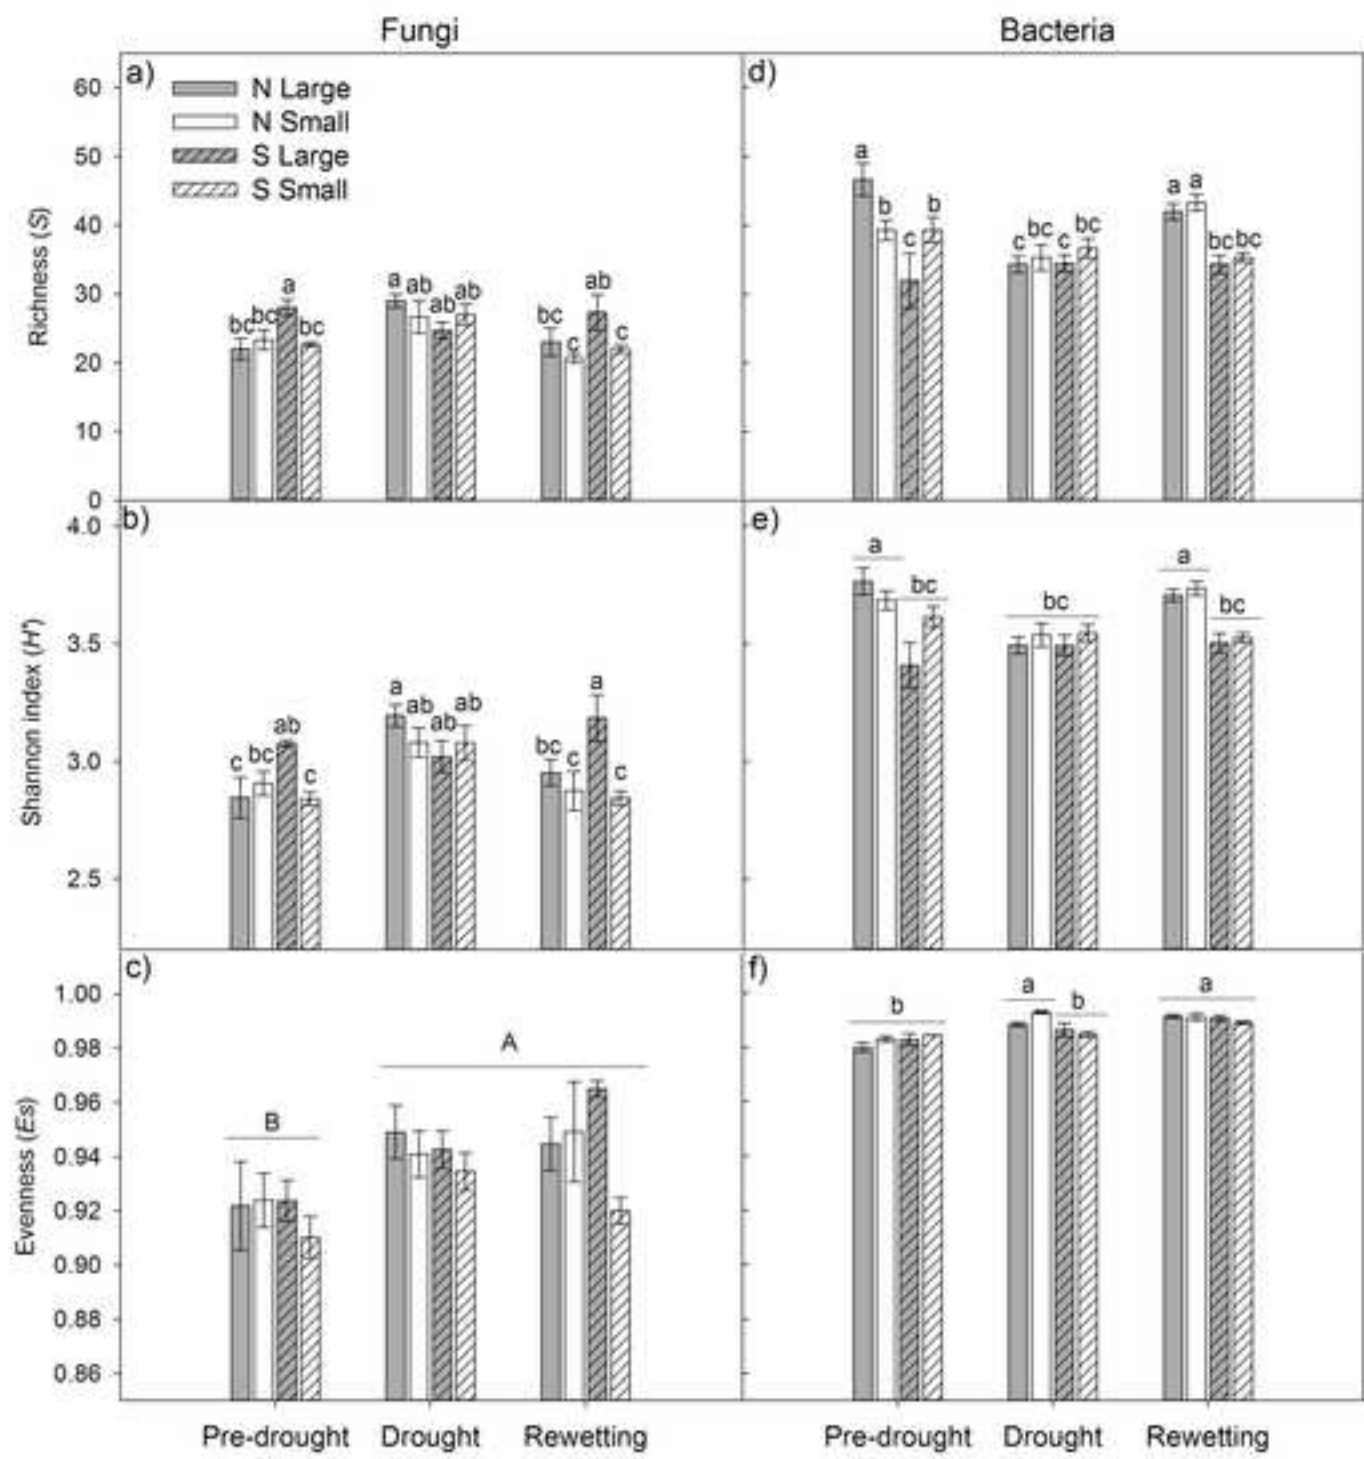 Fungi
Bacteria
a)
N Large
N Small
S Large
S Small
Richness (S)
60
50
40
30
20
10
0
bc bc a bc
a ab ab ab
bc c ab c
d)
a b c b
c bc c bc
a a bc bc
b)
Shannon index (H')
4.0
3.5
3.0
2.5
c bc ab c
a ab ab ab
bc c a c
e)
a bc
bc
a bc
c)
Evenness (Es)
1.00
0.98
0.96
0.94
0.92
0.90
0.88
0.86
B
A
f)
b
a b
a
Pre-drought Drought Rewetting
Pre-drought Drought Rewetting